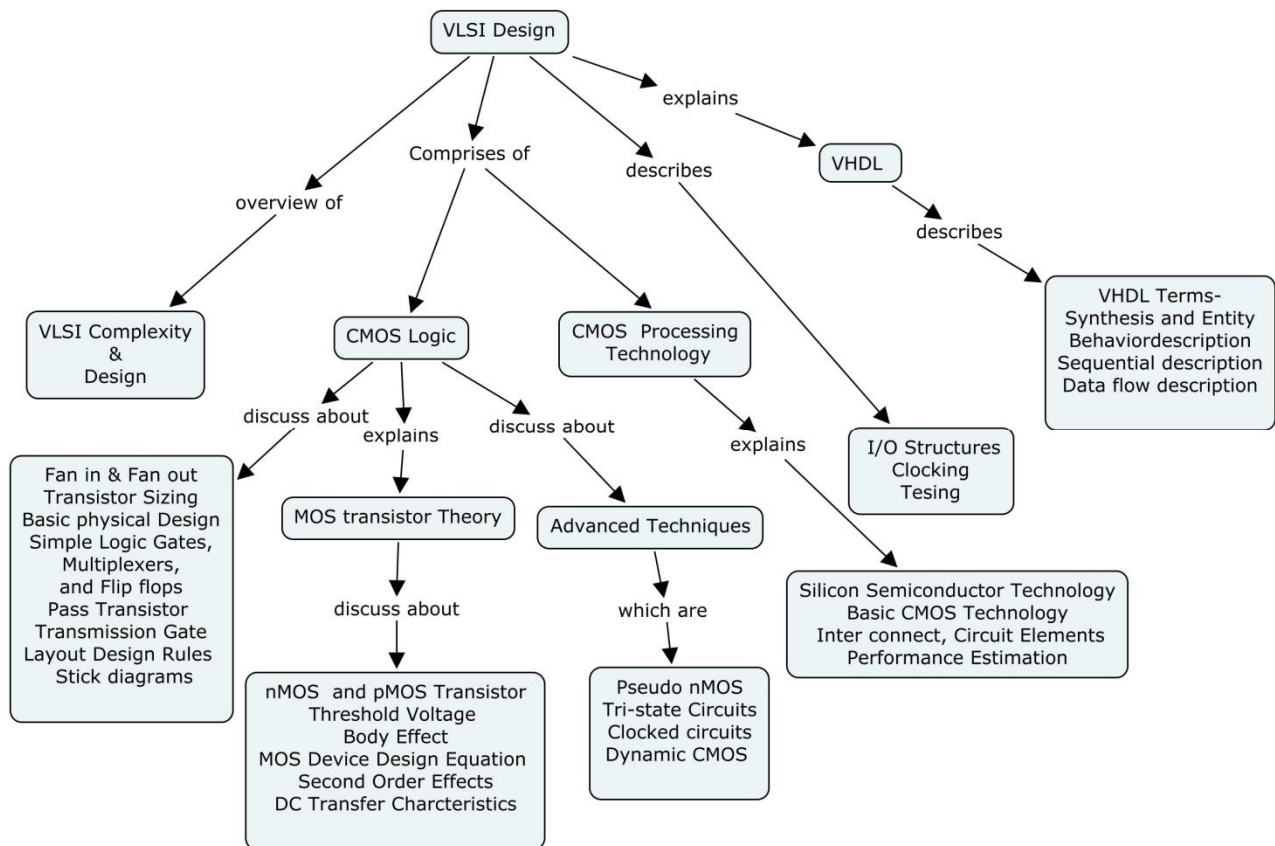 VLSI Design
explains
Comprises of
describes
VHDL
overview of
describes
VHDL Terms-
Synthesis and Entity
Behaviordescription
Sequential description
Data flow description
VLSI Complexity
&
Design
CMOS Logic
CMOS Processing
Technology
discuss about
explains
discuss about
explains
I/O Structures
Clocking
Tesing
Fan in & Fan out
Transistor Sizing
Basic physical Design
Simple Logic Gates,
Multiplexers,
and Flip flops
Pass Transistor
Transmission Gate
Layout Design Rules
Stick diagrams
MOS transistor Theory
Advanced Techniques
discuss about
which are
Silicon Semiconductor Technology
Basic CMOS Technology
Inter connect, Circuit Elements
Performance Estimation
nMOS and pMOS Transistor
Threshold Voltage
Body Effect
MOS Device Design Equation
Second Order Effects
DC Transfer Charcteristics
Pseudo nMOS
Tri-state Circuits
Clocked circuits
Dynamic CMOS